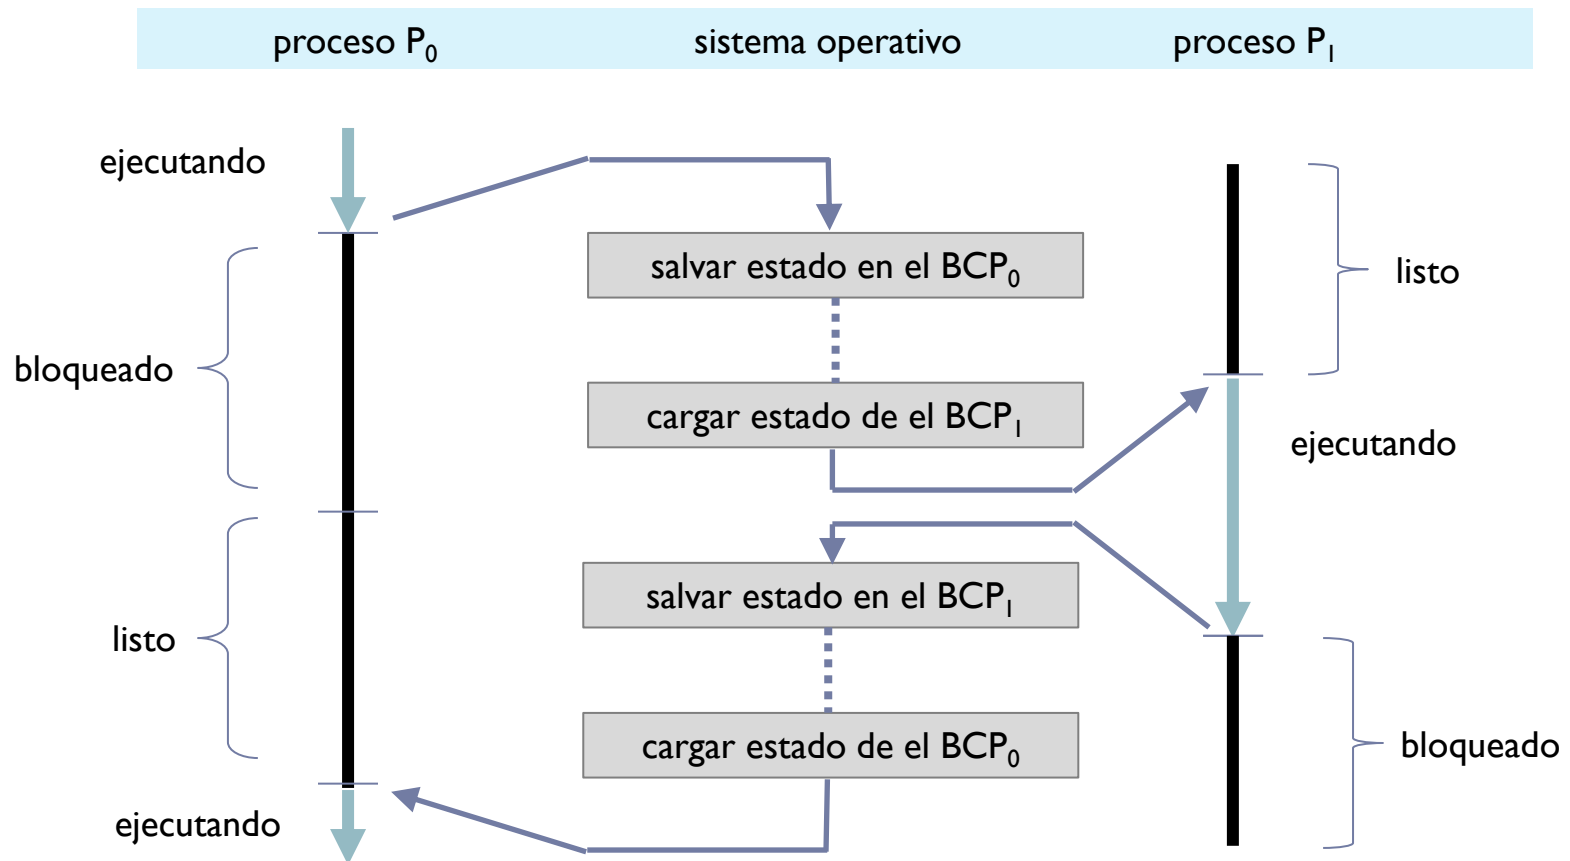 proceso P0 sistema operativo proceso P1
ejecutando
salvar estado en el BCP0
listo
bloqueado
cargar estado de el BCP1
ejecutando
salvar estado en el BCP1
listo
cargar estado de el BCP0
bloqueado
ejecutando